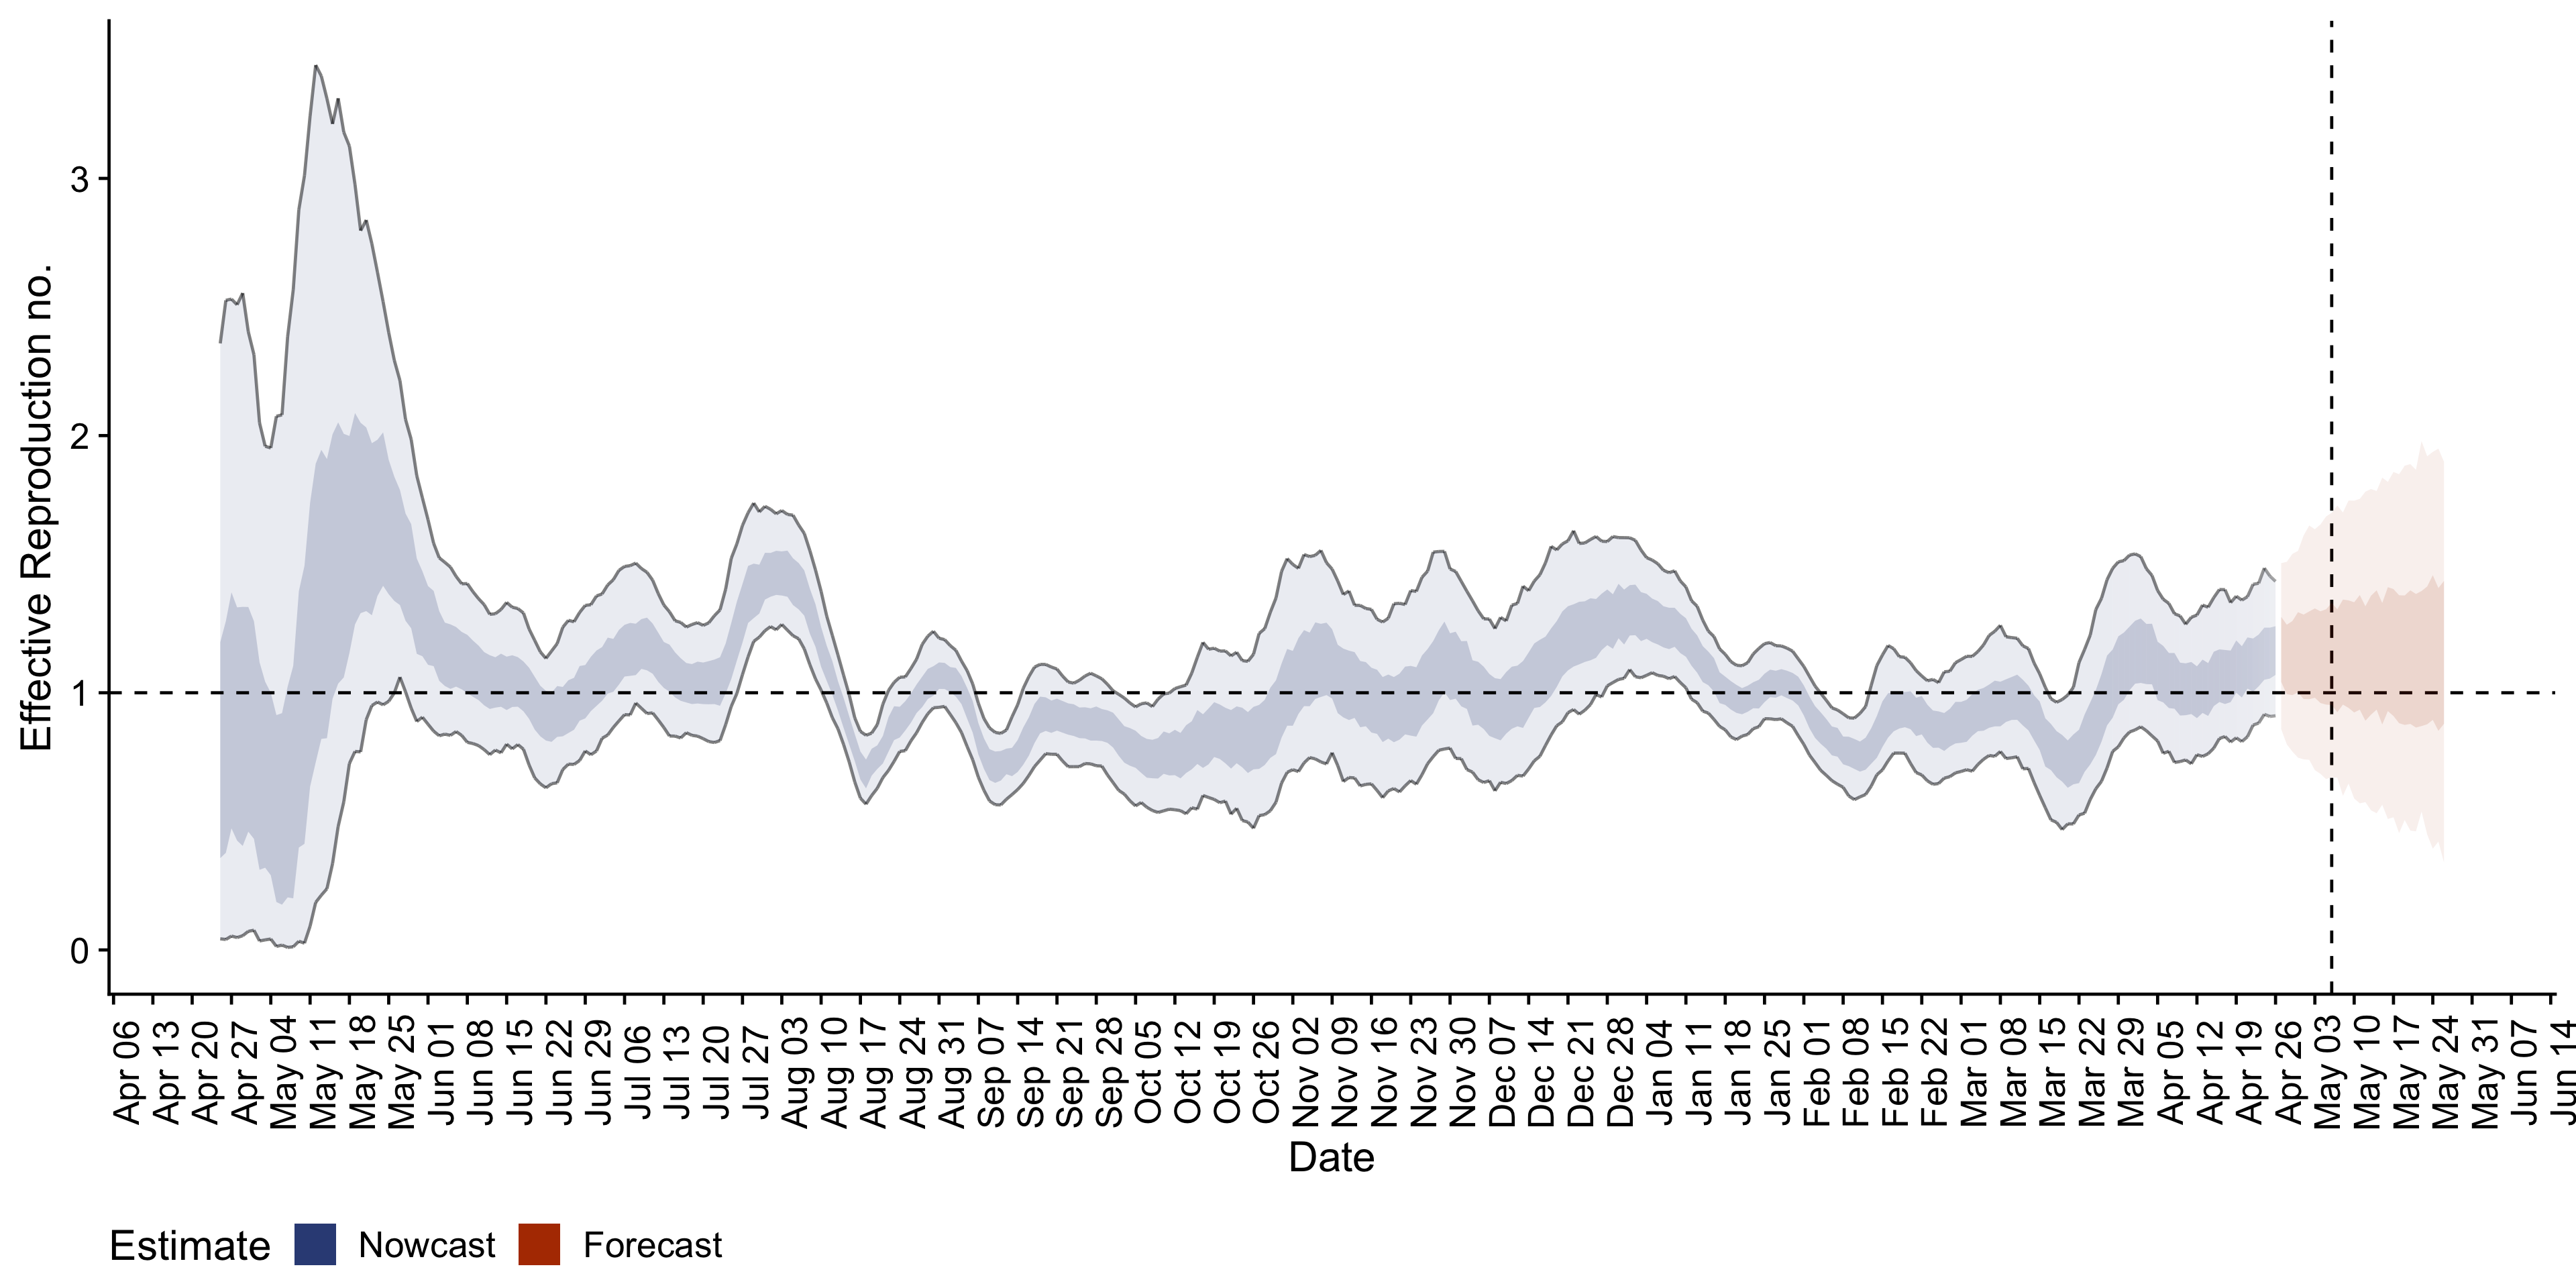 Effective Reproduction no.
3
2
1
0
Apr 06
Apr 13
Apr 20
Apr 27
May 04
May 11
May 18
May 25
Jun 01
Jun 08
Jun 15
Jun 22
Jun 29
Jul 06
Jul 13
Jul 20
Jul 27
Aug 03
Aug 10
Aug 17
Aug 24
Aug 31
Sep 07
Sep 14
Sep 21
Sep 28
Oct 05
Oct 12
Oct 19
Oct 26
Nov 02
Nov 09
Nov 16
Nov 23
Nov 30
Dec 07
Dec 14
Dec 21
Dec 28
Jan 04
Jan 11
Jan 18
Jan 25
Feb 01
Feb 08
Feb 15
Feb 22
Mar 01
Mar 08
Mar 15
Mar 22
Mar 29
Apr 05
Apr 12
Apr 19
Apr 26
May 03
May 10
May 17
May 24
May 31
Jun 07
Jun 14
Date
Estimate Nowcast Forecast